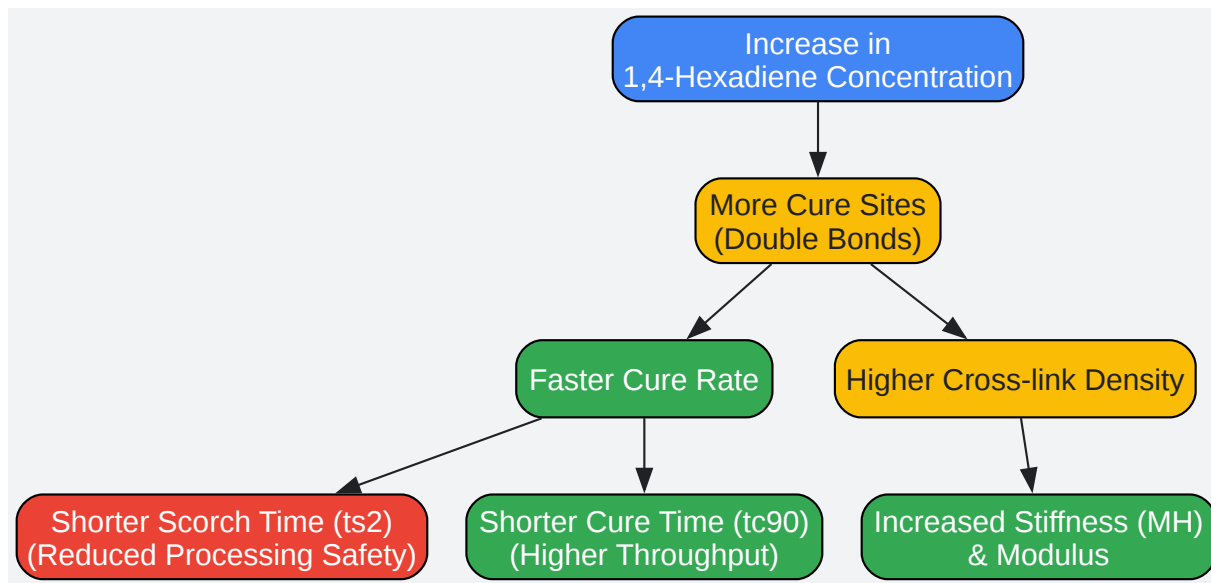 Increase in
1,4-Hexadiene Concentration
More Cure Sites
(Double Bonds)
Faster Cure Rate
Higher Cross-link Density
Shorter Scorch Time (ts2)
(Reduced Processing Safety)
Shorter Cure Time (tc90)
(Higher Throughput)
Increased Stiffness (MH)
& Modulus